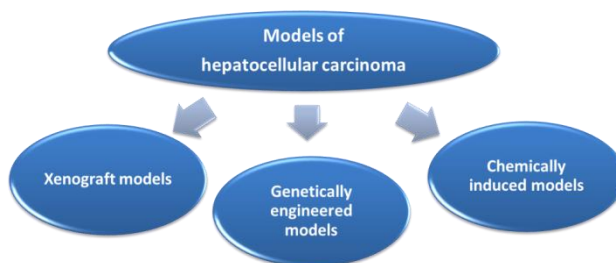 Models of
hepatocellular carcinoma
Xenograft models
Genetically
engineered
models
Chemically
induced models